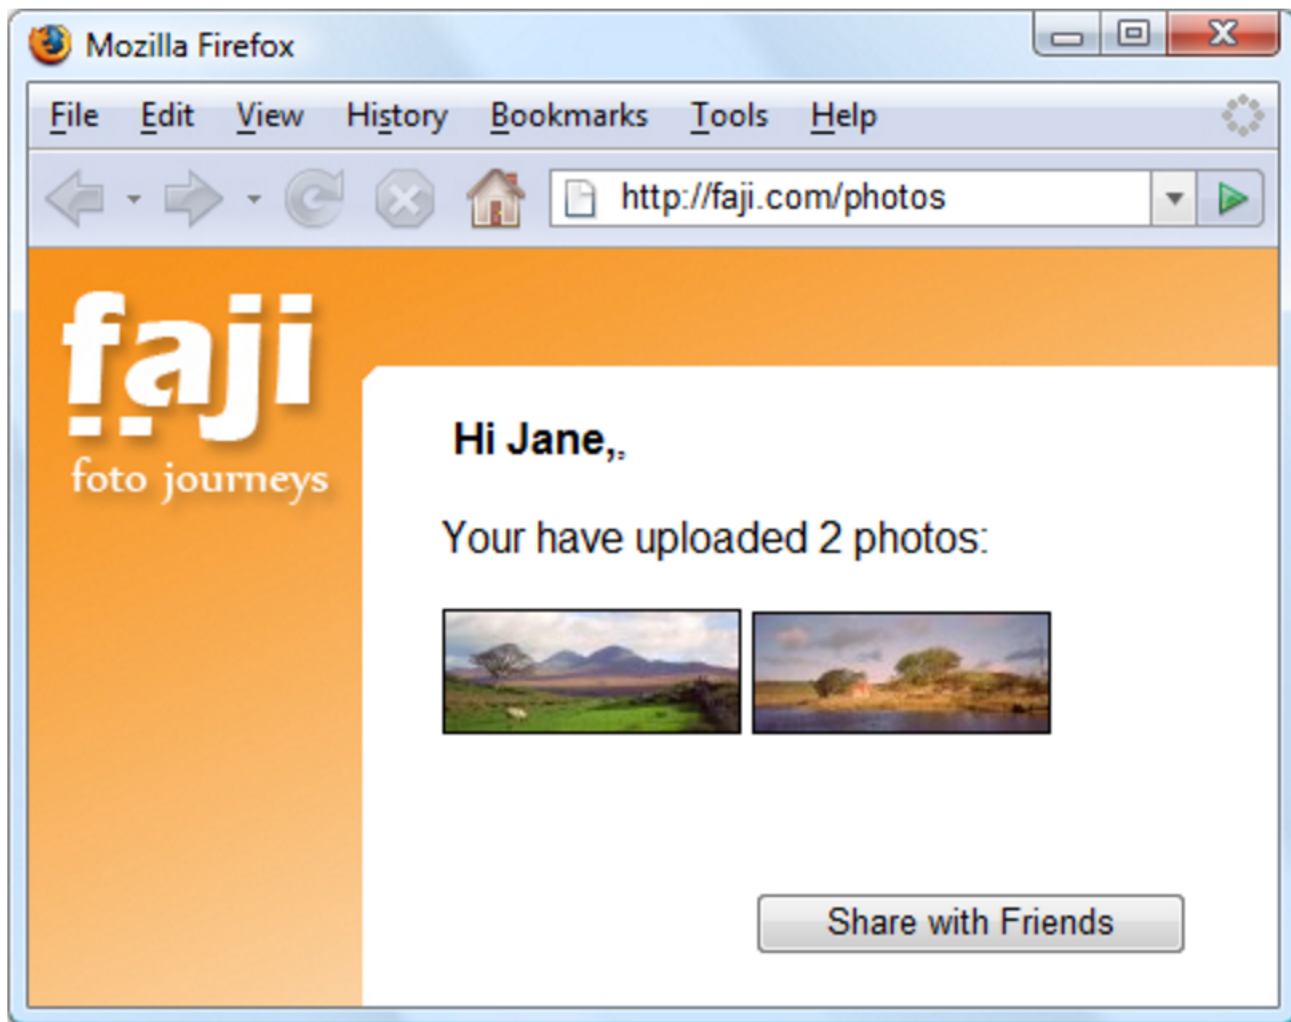 Mozilla Firefox
File Edit View History Bookmarks Tools Help
http://faji.com/photos
faji
foto journeys
Hi Jane,,
Your have uploaded 2 photos:
Share with Friends